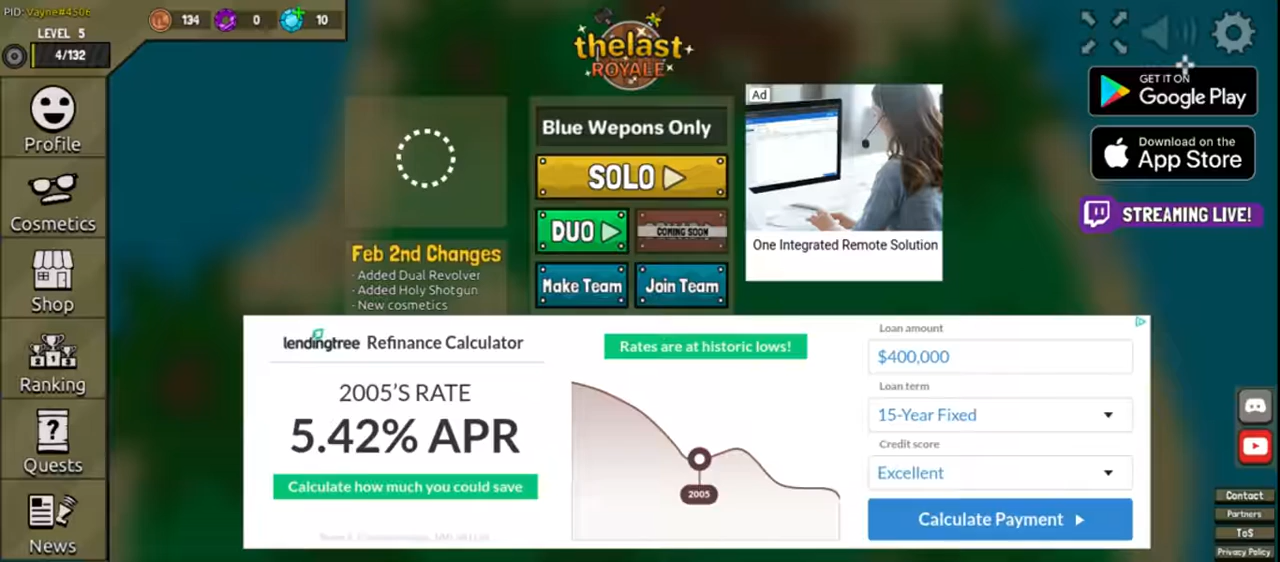 PID: Vayne#4506
LEVEL 5
4/132
134
0
10
Profile
Cosmetics
Shop
Ranking
Quests
News
thelast
ROYALE
Feb 2nd Changes
- Added Dual Revolver
- Added Holy Shotgun
- New cosmetics
Blue Wepons Only
SOLO
DUO
COMING SOON
Make Team
Join Team
Ad
One Integrated Remote Solution
GET IT ON
Google Play
Download on the
App Store
STREAMING LIVE!
lendingtree Refinance Calculator
2005'S RATE
5.42% APR
Calculate how much you could save
Rates are at historic lows!
2005
Loan amount
$400,000
Loan term
15-Year Fixed
Credit score
Excellent
Calculate Payment
Contact
Partners
ToS
Privacy Policy